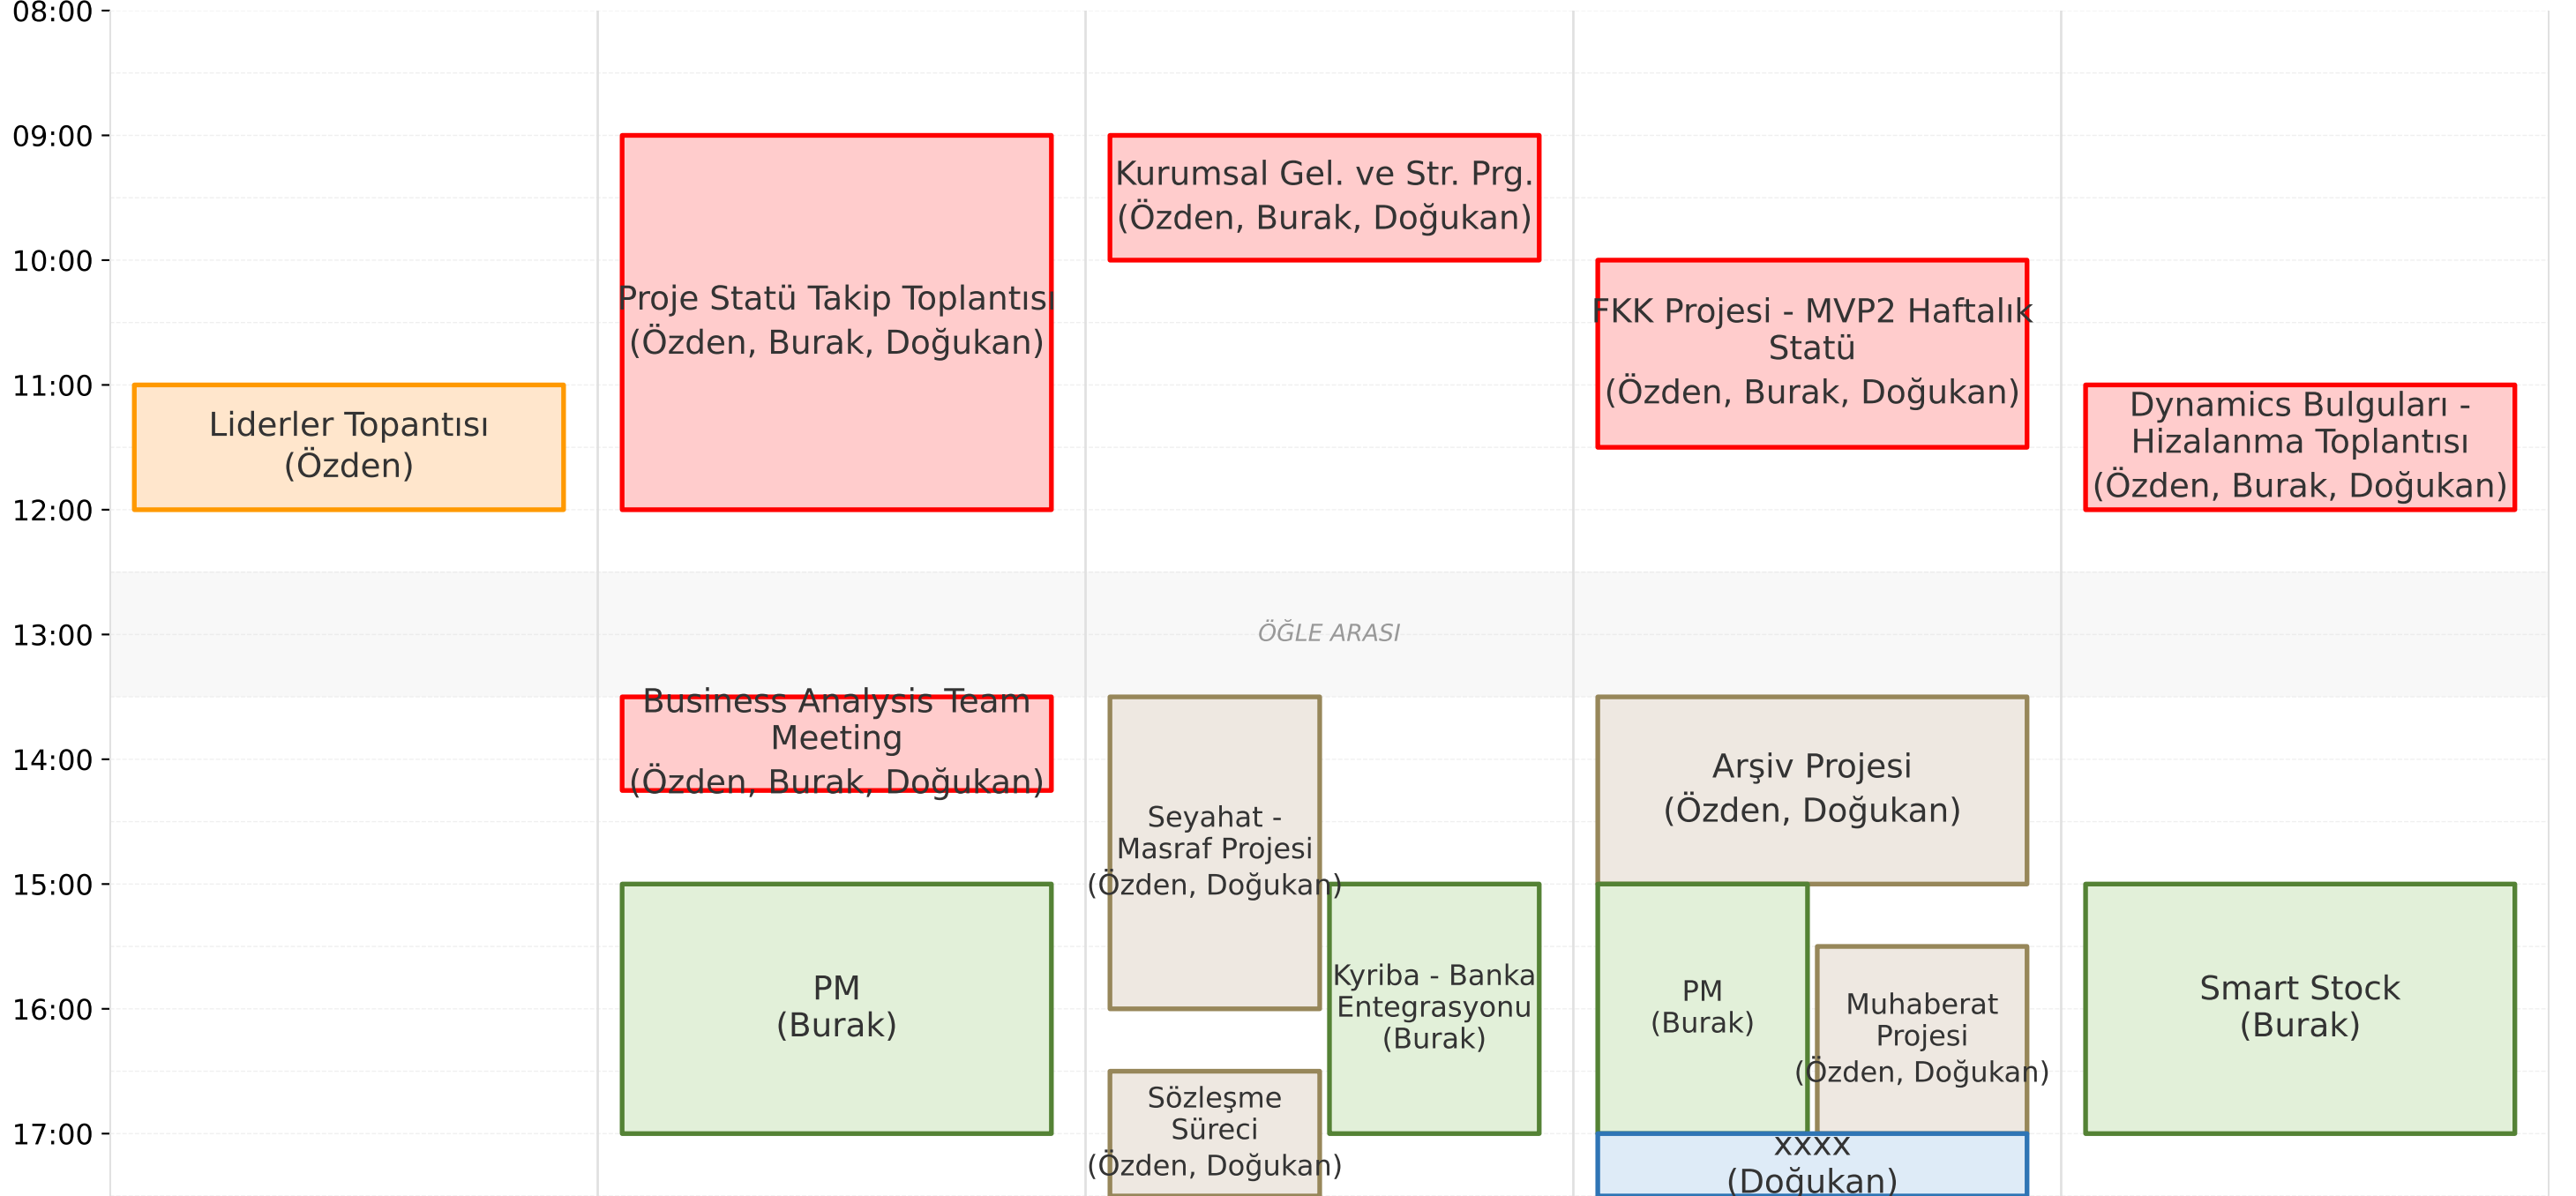 08:00
09:00
10:00
11:00
12:00
13:00
14:00
15:00
16:00
17:00
Liderler Topantısı
(Özden)
Proje Statü Takip Toplantısı
(Özden, Burak, Doğukan)
Business Analysis Team
Meeting
(Özden, Burak, Doğukan)
PM
(Burak)
Kurumsal Gel. ve Str. Prg.
(Özden, Burak, Doğukan)
ÖĞLE ARASI
Seyahat -
Masraf Projesi
(Özden, Doğukan)
Kyriba - Banka
Entegrasyonu
(Burak)
Sözleşme
Süreci
(Özden, Doğukan)
FKK Projesi - MVP2 Haftalık
Statü
(Özden, Burak, Doğukan)
Arşiv Projesi
(Özden, Doğukan)
PM
(Burak)
Muhaberat
Projesi
(Özden, Doğukan)
xxxx
(Doğukan)
Dynamics Bulguları -
Hizalanma Toplantısı
(Özden, Burak, Doğukan)
Smart Stock
(Burak)